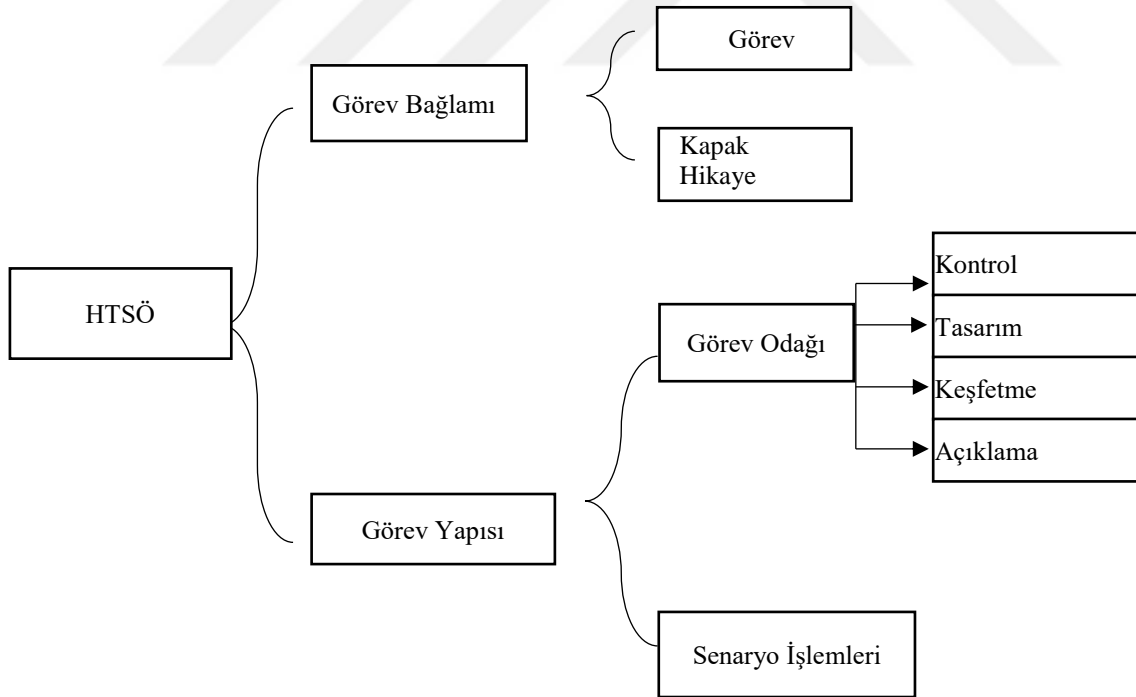 Görev
Görev Bağlamı
Kapak
Hikaye
HTSÖ
Kontrol
Tasarım
Görev Odağı
Keşfetme
Açıklama
Görev Yapısı
Senaryo İşlemleri